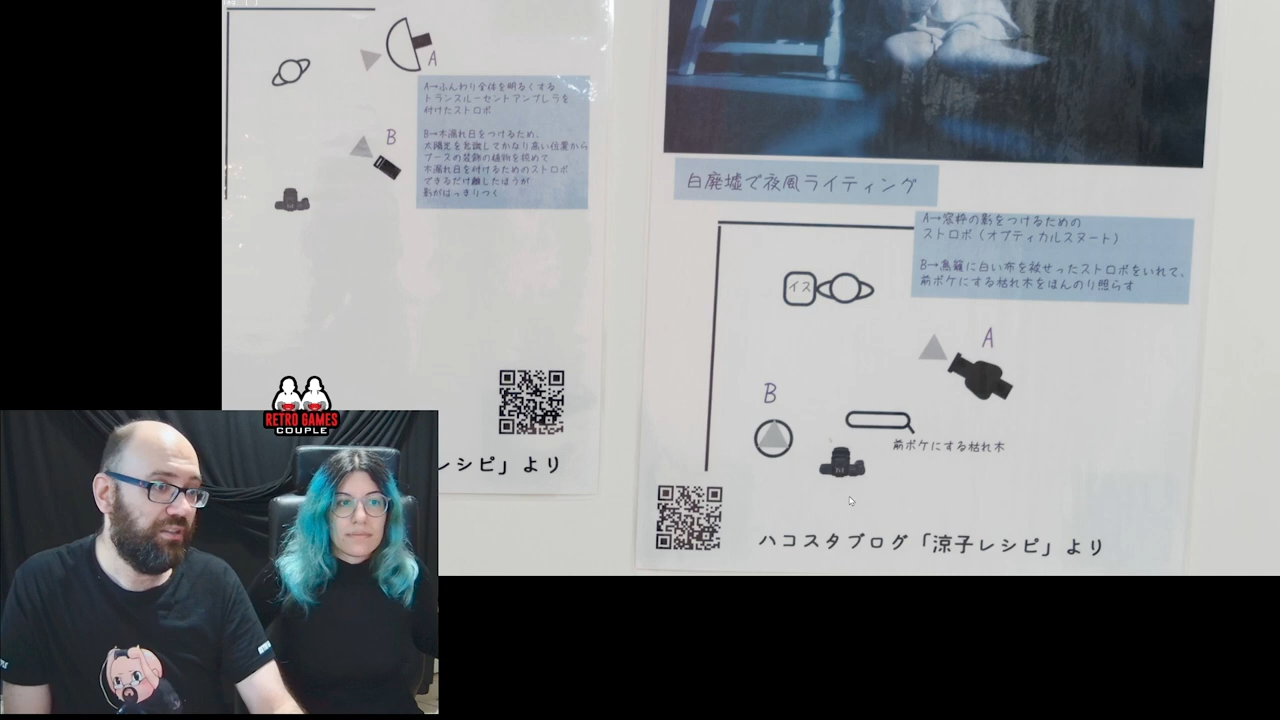 A
A→ふんわり全体を明るくする
トランスルーセントアンブレラを
付けたストロボ
B
B→木漏れ日をつけるため、
太陽光を意識してかなり高い位置から
ブースの装飾の植物を挟めて
木漏れ日を付けるためのストロボ
できるだけ離したほうが
影がはっきりつく
レシピ」より
白廃墟で夜風ライティング
A→窓枠の影をつけるための
ストロボ(オプティカルスヌート)
B→鳥籠に白い布を被せったストロボをいれて、
前ボケにする枯れ木をほんのり照らす
イス
A
B
前ボケにする枯れ木
ハコスタブログ「涼子レシピ」より
RETRO GAMES
COUPLE